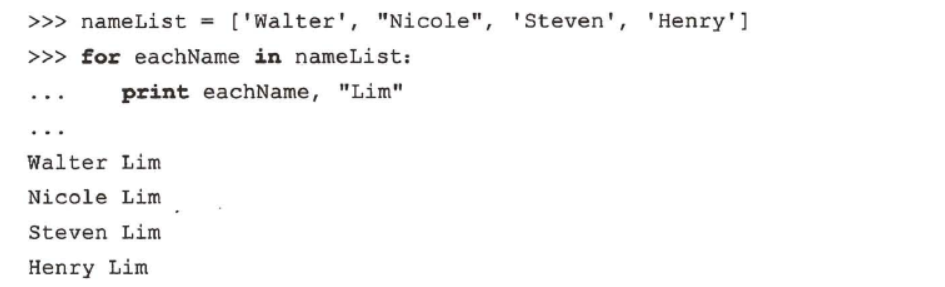 >>> nameList = ['Walter', "Nicole", 'Steven', 'Henry']
>>> for eachName in nameList:
...     print eachName, "Lim"
...
Walter Lim
Nicole Lim
Steven Lim
Henry Lim